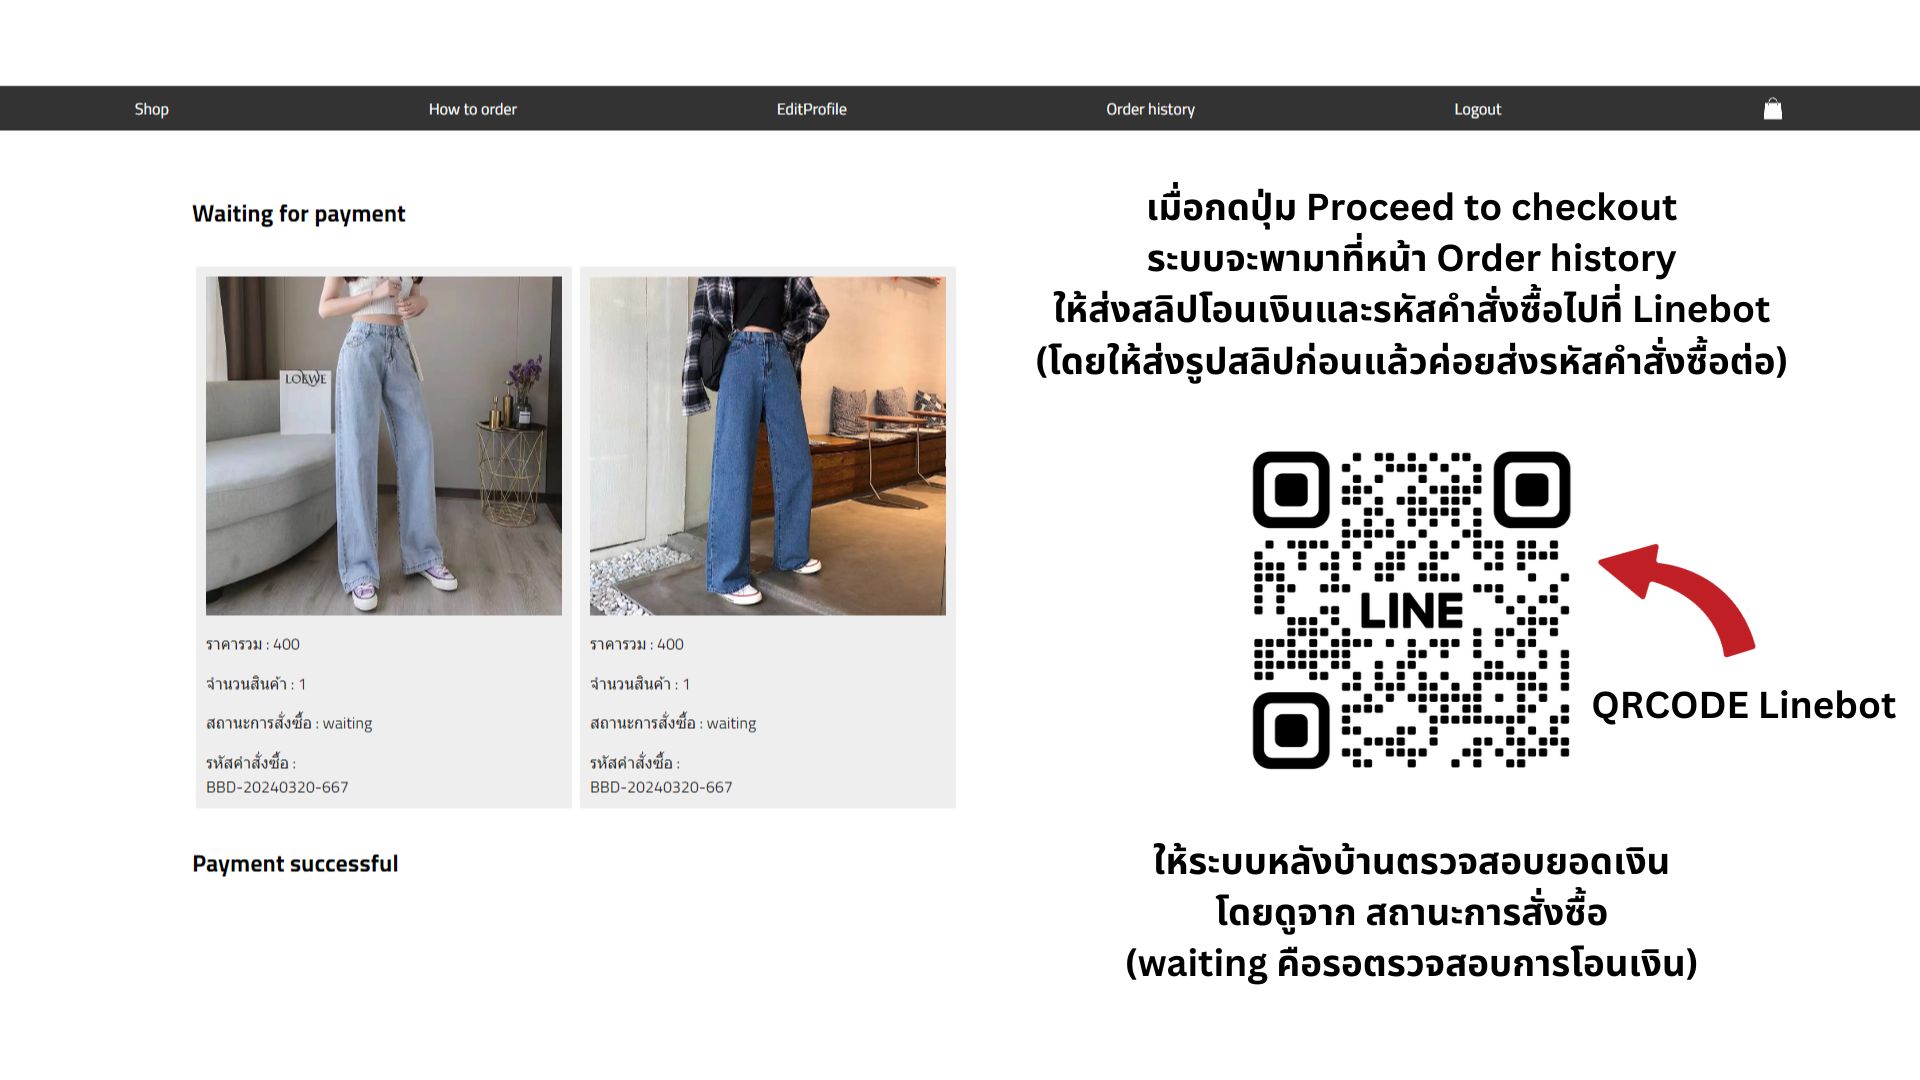 Shop
How to order
EditProfile
Order history
Logout
Waiting for payment
LOEWE
ราคารวม : 400
จำนวนสินค้า : 1
สถานะการสั่งซื้อ : waiting
รหัสคำสั่งซื้อ :
BBD-20240320-667
ราคารวม : 400
จำนวนสินค้า : 1
สถานะการสั่งซื้อ : waiting
รหัสคำสั่งซื้อ :
BBD-20240320-667
Payment successful
เมื่อกดปุ่ม Proceed to checkout
ระบบจะพามาที่หน้า Order history
ให้ส่งสลิปโอนเงินและรหัสคำสั่งซื้อไปที่ Linebot
(โดยให้ส่งรูปสลิปก่อนแล้วค่อยส่งรหัสคำสั่งซื้อต่อ)
LINE
QRCODE Linebot
ให้ระบบหลังบ้านตรวจสอบยอดเงิน
โดยดูจาก สถานะการสั่งซื้อ
(waiting คือรอตรวจสอบการโอนเงิน)